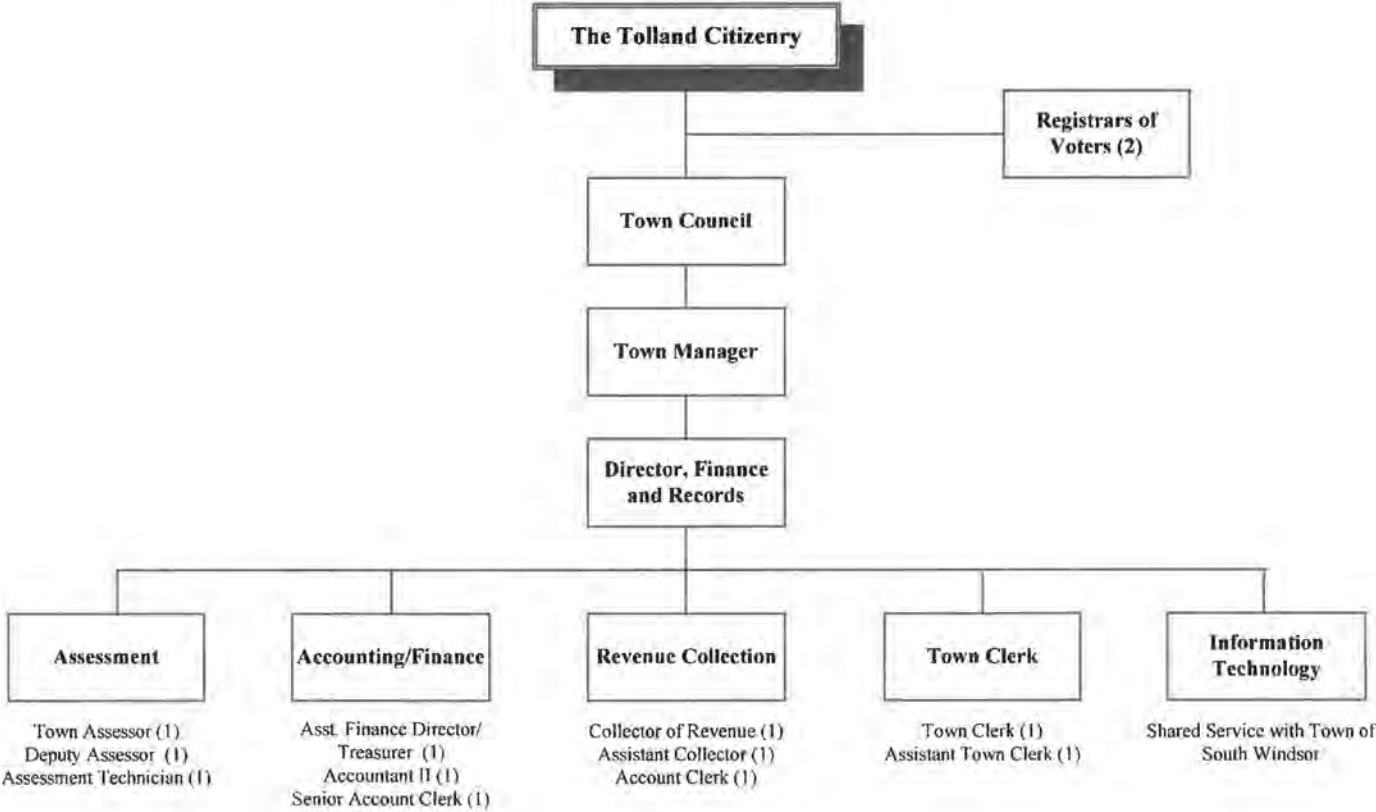 The Tolland Citizenry
Registrars of
Voters (2)
Town Council
Town Manager
Director, Finance
and Records
Assessment
Accounting/Finance
Revenue Collection
Town Clerk
Information
Technology
Town Assessor (1)
Deputy Assessor (1)
Assessment Technician (1)
Asst. Finance Director/
Treasurer (1)
Accountant II (1)
Senior Account Clerk (1)
Collector of Revenue (1)
Assistant Collector (1)
Account Clerk (1)
Town Clerk (1)
Assistant Town Clerk (1)
Shared Service with Town of
South Windsor